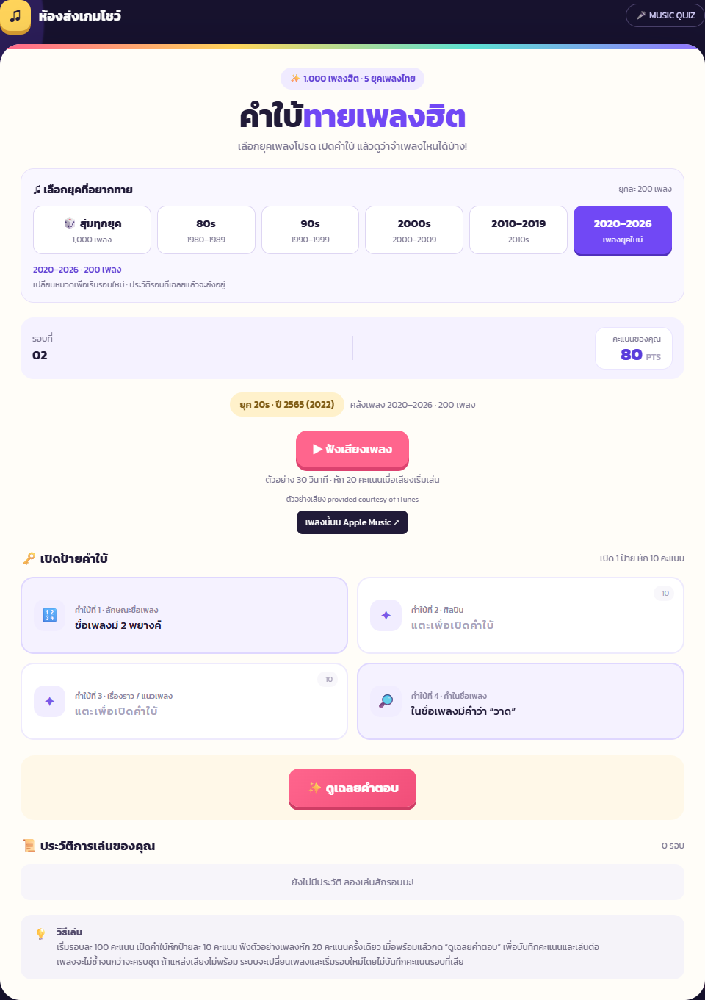 ห้องส่งเกมโชว์
MUSIC QUIZ
1,000 เพลงฮิต · 5 ยุคเพลงไทย
คำใบ้ทายเพลงฮิต
เลือกยุคเพลงโปรด เปิดคำใบ้ แล้วดูว่าจำเพลงไหนได้บ้าง!
♫ เลือกยุคที่อยากทาย
ยุคละ 200 เพลง
สุ่มทุกยุค
1,000 เพลง
80s
1980–1989
90s
1990–1999
2000s
2000–2009
2010–2019
2010s
2020–2026
เพลงยุคใหม่
2020–2026 · 200 เพลง
เปลี่ยนหมวดเพื่อเริ่มรอบใหม่ · ประวัติรอบที่เฉลยแล้วจะยังอยู่
รอบที่
02
คะแนนของคุณ
80 PTS
ยุค 20s · ปี 2565 (2022)
คลังเพลง 2020–2026 · 200 เพลง
▶ ฟังเสียงเพลง
ตัวอย่าง 30 วินาที · หัก 20 คะแนนเมื่อเสียงเริ่มเล่น
ตัวอย่างเสียง provided courtesy of iTunes
เพลงนี้บน Apple Music ↗
เปิดป้ายคำใบ้
เปิด 1 ป้าย หัก 10 คะแนน
คำใบ้ที่ 1 · ลักษณะชื่อเพลง
ชื่อเพลงมี 2 พยางค์
−10
คำใบ้ที่ 2 · ศิลปิน
แตะเพื่อเปิดคำใบ้
−10
คำใบ้ที่ 3 · เรื่องราว / แนวเพลง
แตะเพื่อเปิดคำใบ้
คำใบ้ที่ 4 · คำในชื่อเพลง
ในชื่อเพลงมีคำว่า “วาด”
✨ ดูเฉลยคำตอบ
ประวัติการเล่นของคุณ
0 รอบ
ยังไม่มีประวัติ ลองเล่นสักรอบนะ!
วิธีเล่น
เริ่มรอบละ 100 คะแนน เปิดคำใบ้หักป้ายละ 10 คะแนน ฟังตัวอย่างเพลงหัก 20 คะแนนครั้งเดียว เมื่อพร้อมแล้วกด “ดูเฉลยคำตอบ” เพื่อบันทึกคะแนนและเล่นต่อ
เพลงจะไม่ซ้ำจนกว่าจะครบชุด ถ้าแหล่งเสียงไม่พร้อม ระบบจะเปลี่ยนเพลงและเริ่มรอบใหม่โดยไม่บันทึกคะแนนรอบที่เสีย